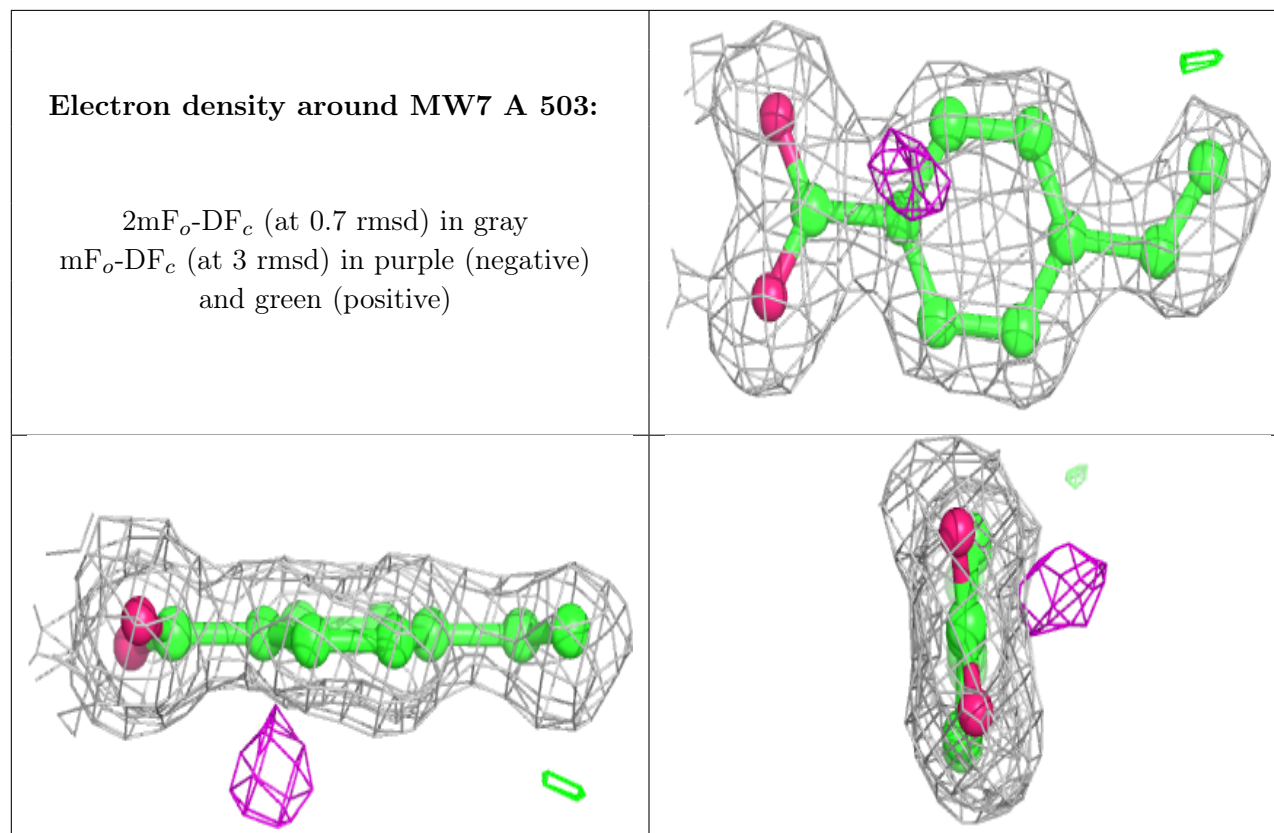 Electron density around MW7 A 503:
2mFo-DFc (at 0.7 rmsd) in gray
mFo-DFc (at 3 rmsd) in purple (negative)
and green (positive)